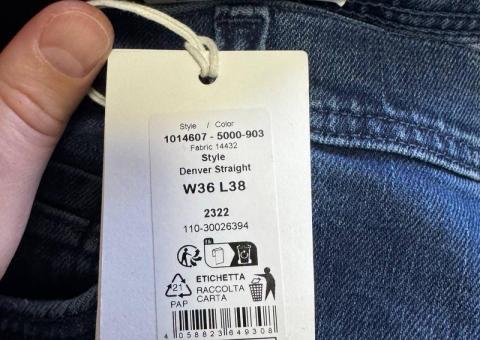 Style / Color
1014607 - 5000-903
Fabric 14432
Style
Denver Straight
W36 L38
2322
110-30026394
21
PAP
ETICHETTA
RACCOLTA
CARTA
4 058823 649308